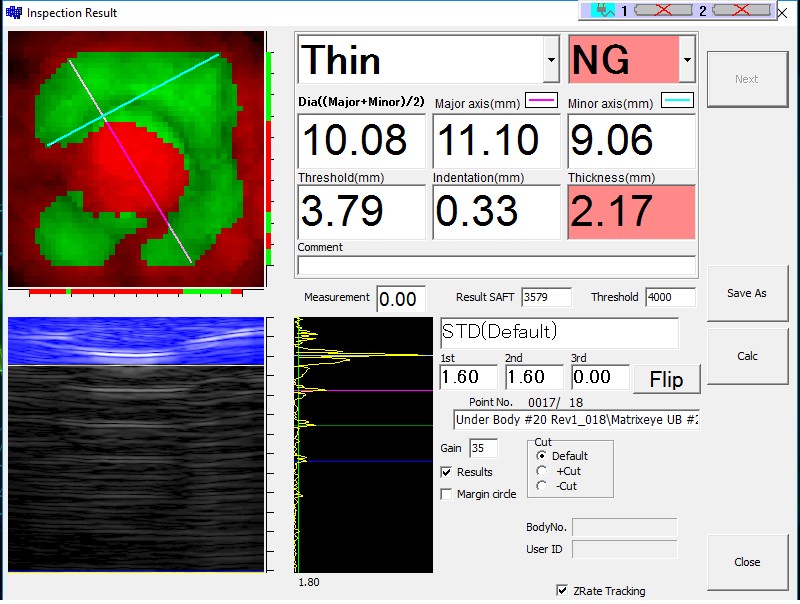 Inspection Result
1 2
Thin NG
Next
Dia((Major+Minor)/2) Major axis(mm) Minor axis(mm)
10.08 11.10 9.06
Threshold(mm) Indentation(mm) Thickness(mm)
3.79 0.33 2.17
Comment
Measurement 0.00 Result SAFT 3579 Threshold 4000
Save As
STD(Default)
Calc
1st 2nd 3rd
1.60 1.60 0.00 Flip
Point No. 0017/ 18
Under Body #20 Rev1_018\Matrixeye UB #2
Gain 35
Cut
Default
+Cut
-Cut
Results
Margin circle
BodyNo.
User ID
Close
1.80
ZRate Tracking